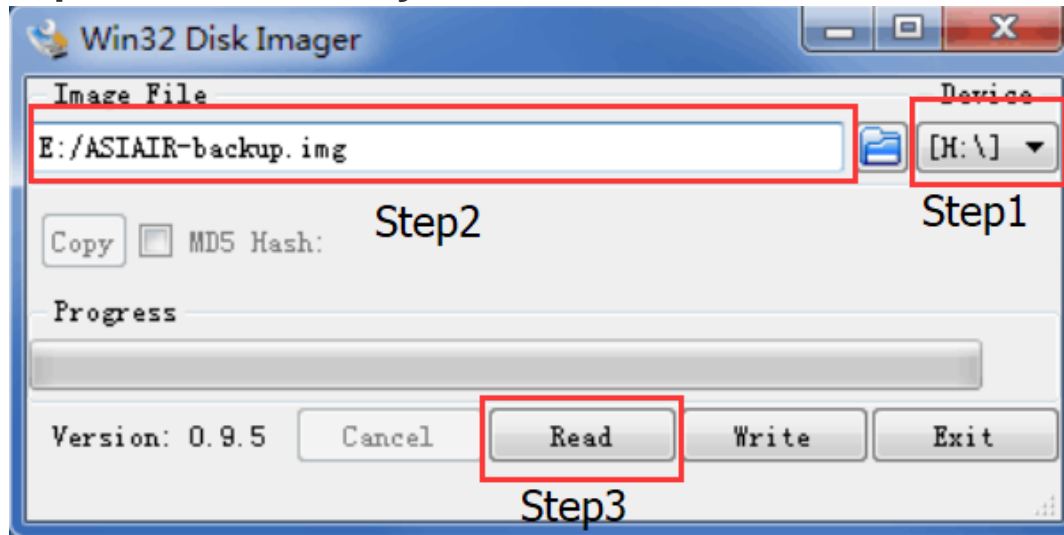 Win32 Disk Imager
Image File
Device
E:/ASIAIR-backup.img
[H:\]
Step2
Step1
Copy
MD5 Hash:
Progress
Version: 0.9.5
Cancel
Read
Write
Exit
Step3